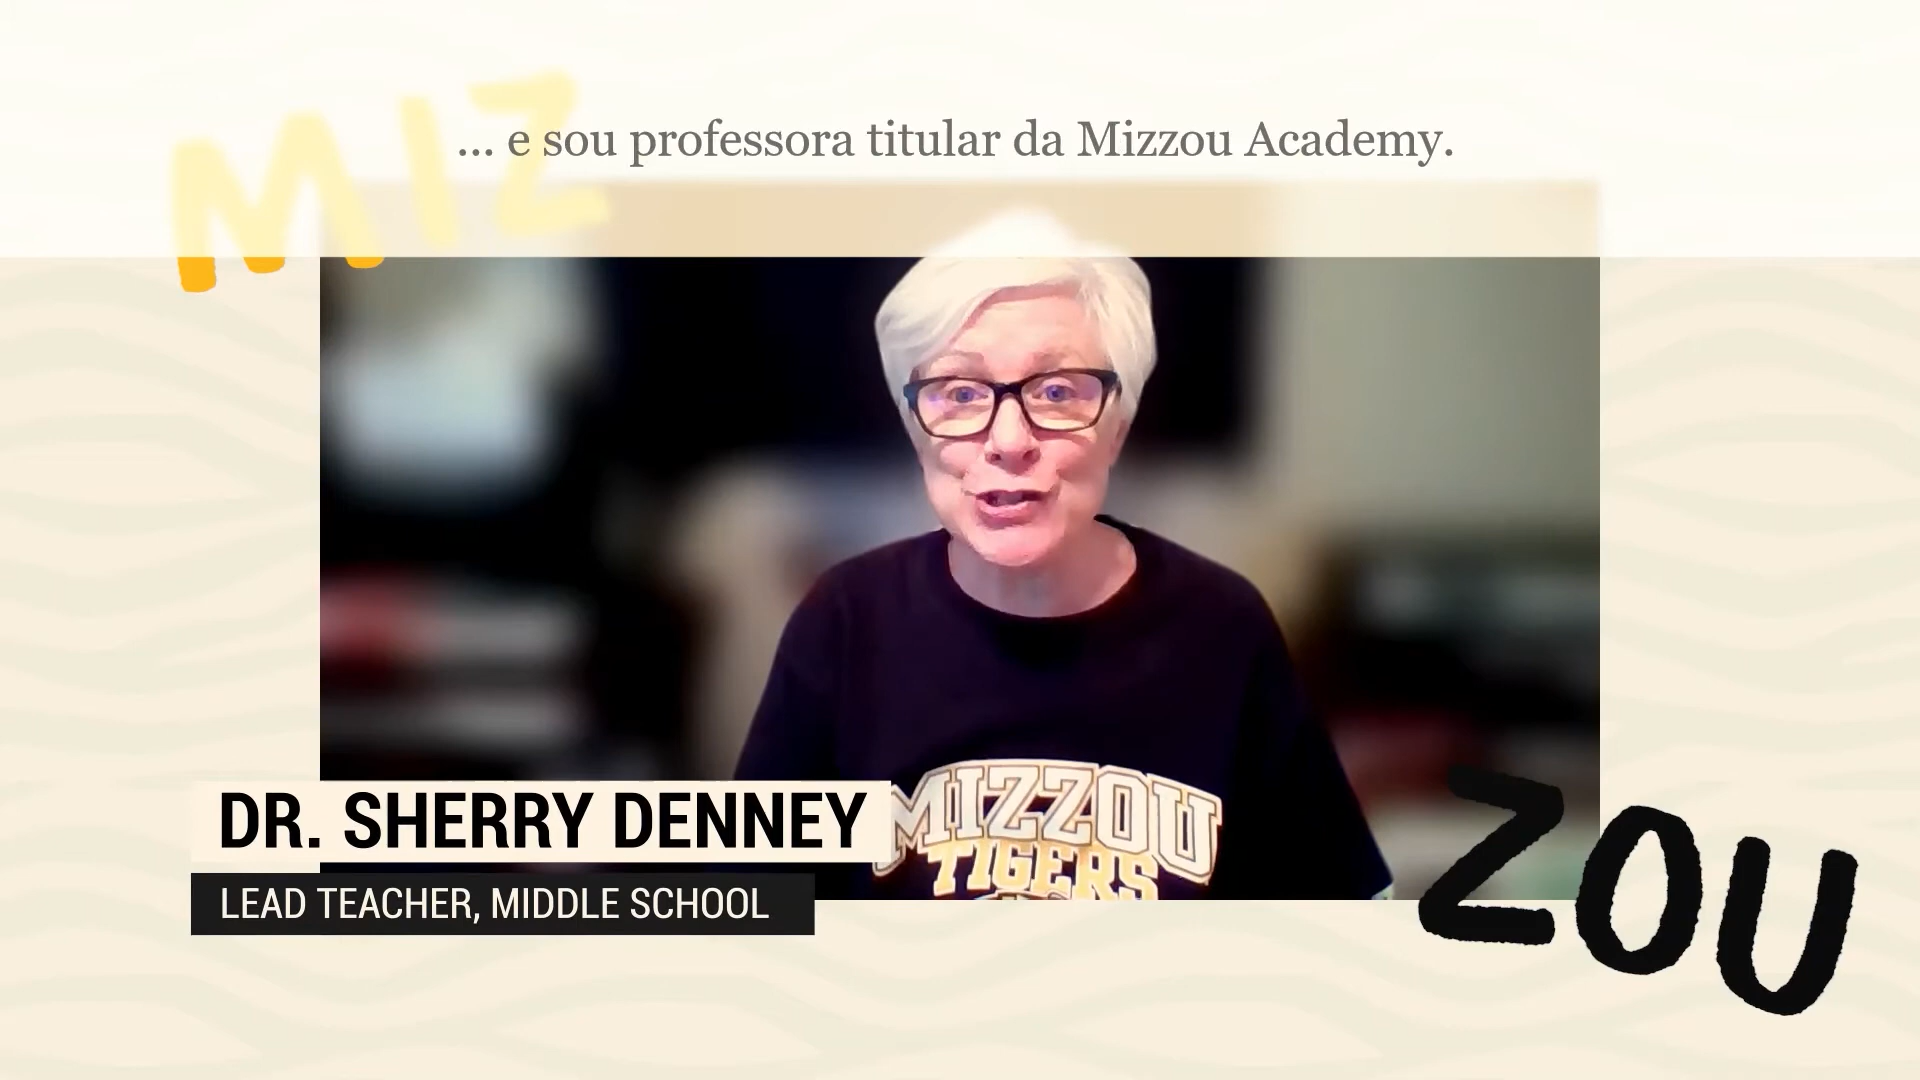 MIZ
... e sou professora titular da Mizzou Academy.
MIZZOU
TIGERS
DR. SHERRY DENNEY
LEAD TEACHER, MIDDLE SCHOOL
ZOU